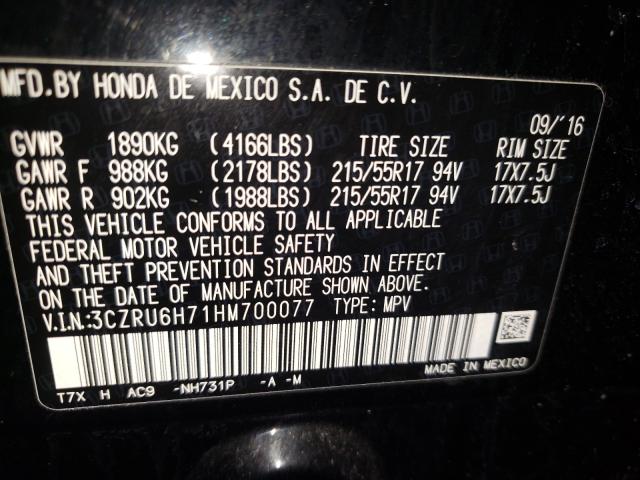 MFD.BY HONDA DE MEXICO S.A. DE C.V.
09/'16
GVWR 1890KG (4166LBS) TIRE SIZE RIM SIZE
GAWR F 988KG (2178LBS) 215/55R17 94V 17X7.5J
GAWR R 902KG (1988LBS) 215/55R17 94V 17X7.5J
THIS VEHICLE CONFORMS TO ALL APPLICABLE
FEDERAL MOTOR VEHICLE SAFETY
AND THEFT PREVENTION STANDARDS IN EFFECT
ON THE DATE OF MANUFACTURE SHOWN ABOVE.
V.I.N:3CZRU6H71HM700077 TYPE: MPV
T7X H AC9 -NH731P -A -M
MADE IN MEXICO